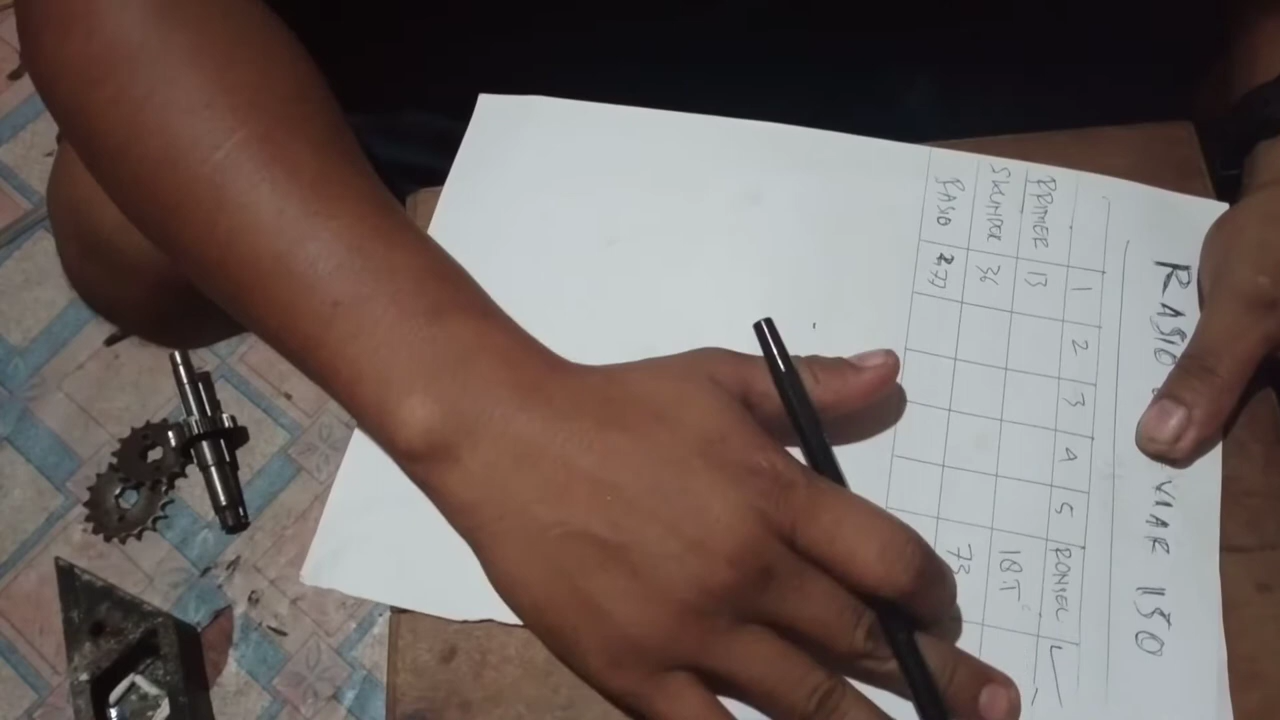 RASIO VIAR 150
1 2 3 4 5 RONSEL
PRIMER 13 18T
SKUNDER 36 73
RASIO 2,77